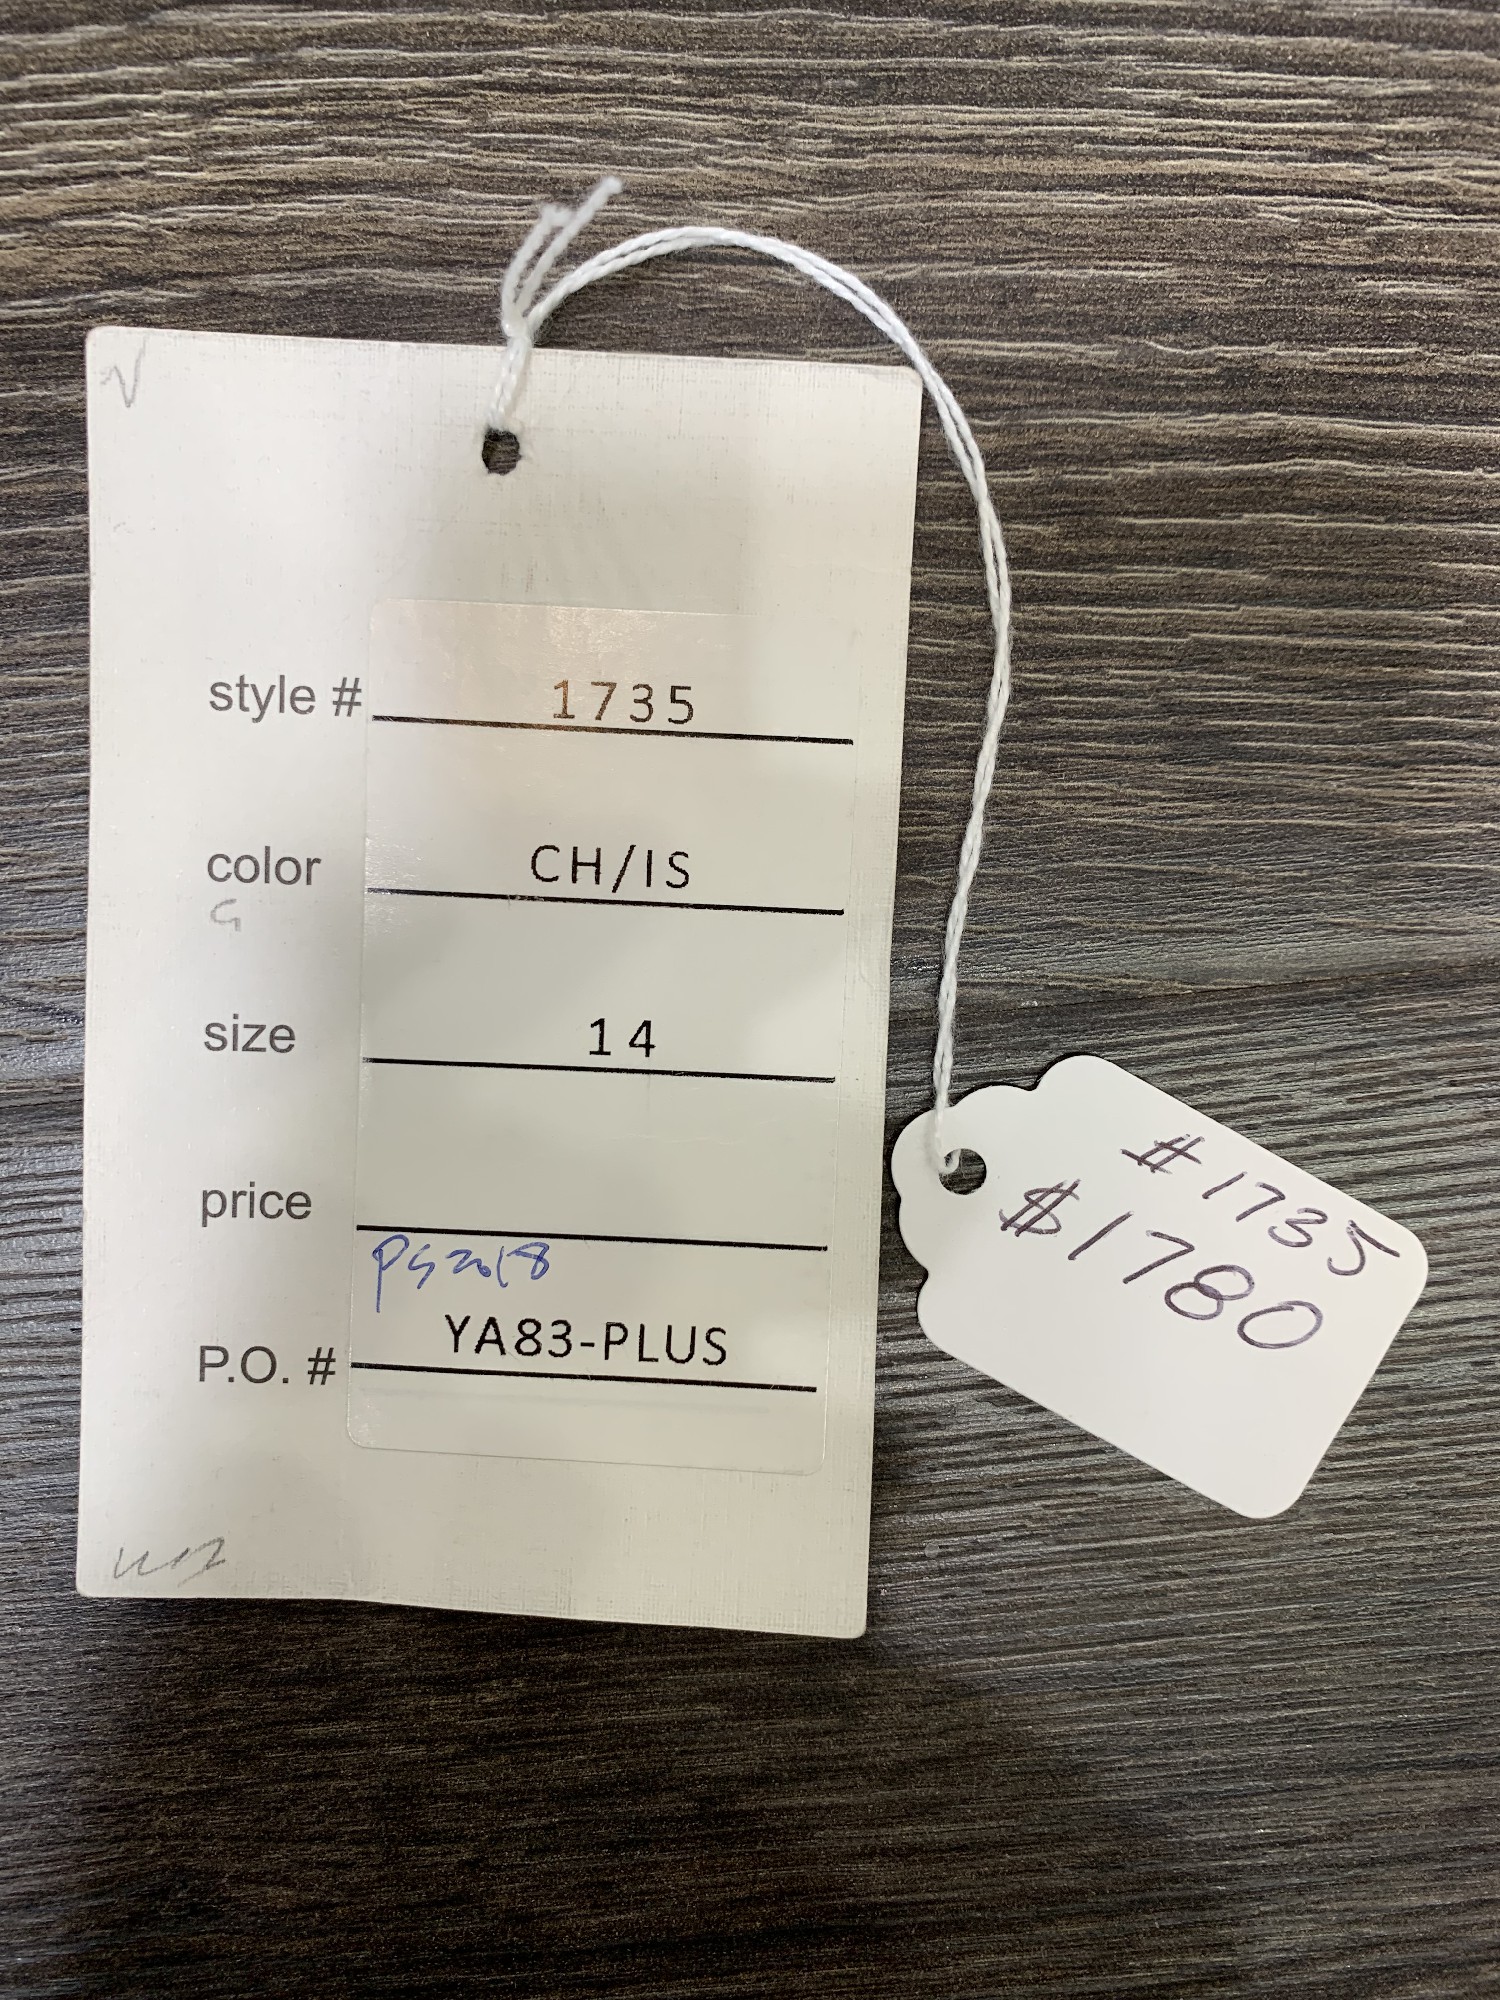 style # 1735
color CH/IS
G
size 14
price
PS2018
P.O. # YA83-PLUS
#1735
$1780